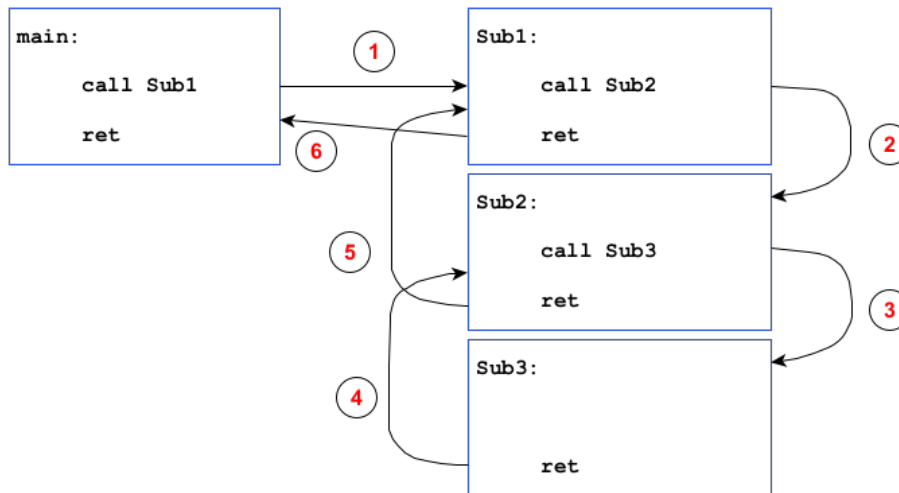 main:
call Sub1
ret
1
6
Sub1:
call Sub2
ret
2
Sub2:
call Sub3
ret
5
3
Sub3:
ret
4